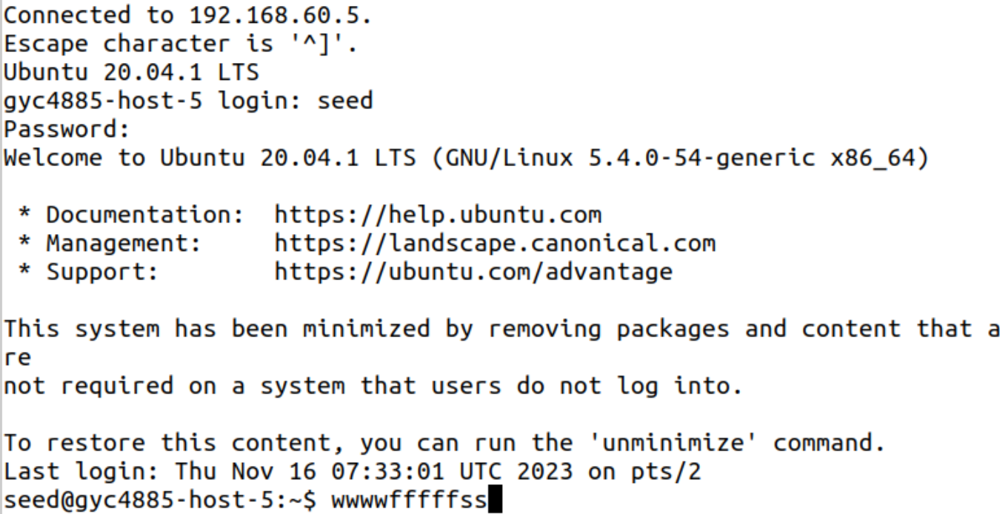 Connected to 192.168.60.5.
Escape character is '^]'.
Ubuntu 20.04.1 LTS
gyc4885-host-5 login: seed
Password:
Welcome to Ubuntu 20.04.1 LTS (GNU/Linux 5.4.0-54-generic x86_64)
 * Documentation:  https://help.ubuntu.com
 * Management:     https://landscape.canonical.com
 * Support:        https://ubuntu.com/advantage
This system has been minimized by removing packages and content that a
re
not required on a system that users do not log into.
To restore this content, you can run the 'unminimize' command.
Last login: Thu Nov 16 07:33:01 UTC 2023 on pts/2
seed@gyc4885-host-5:~$ wwwwfffffss